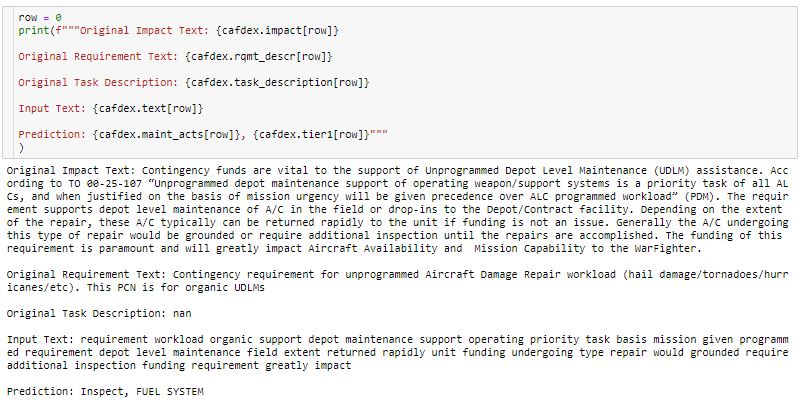 row = 0
print(f"""Original Impact Text: {cafdex.impact[row]}
Original Requirement Text: {cafdex.rqmt_descr[row]}
Original Task Description: {cafdex.task_description[row]}
Input Text: {cafdex.text[row]}
Prediction: {cafdex.maint_acts[row]}, {cafdex.tier1[row]}"""
)
Original Impact Text: Contingency funds are vital to the support of Unprogrammed Depot Level Maintenance (UDLM) assistance. Acc
ording to TO 00-25-107 “Unprogrammed depot maintenance support of operating weapon/support systems is a priority task of all AL
Cs, and when justified on the basis of mission urgency will be given precedence over ALC programmed workload” (PDM). The requir
ement supports depot level maintenance of A/C in the field or drop-ins to the Depot/Contract facility. Depending on the extent
of the repair, these A/C typically can be returned rapidly to the unit if funding is not an issue. Generally the A/C undergoing
this type of repair would be grounded or require additional inspection until the repairs are accomplished. The funding of this
requirement is paramount and will greatly impact Aircraft Availability and  Mission Capability to the WarFighter.
Original Requirement Text: Contingency requirement for unprogrammed Aircraft Damage Repair workload (hail damage/tornadoes/hurr
icanes/etc). This PCN is for organic UDLMs
Original Task Description: nan
Input Text: requirement workload organic support depot maintenance support operating priority task basis mission given programm
ed requirement depot level maintenance field extent returned rapidly unit funding undergoing type repair would grounded require
additional inspection funding requirement greatly impact
Prediction: Inspect, FUEL SYSTEM